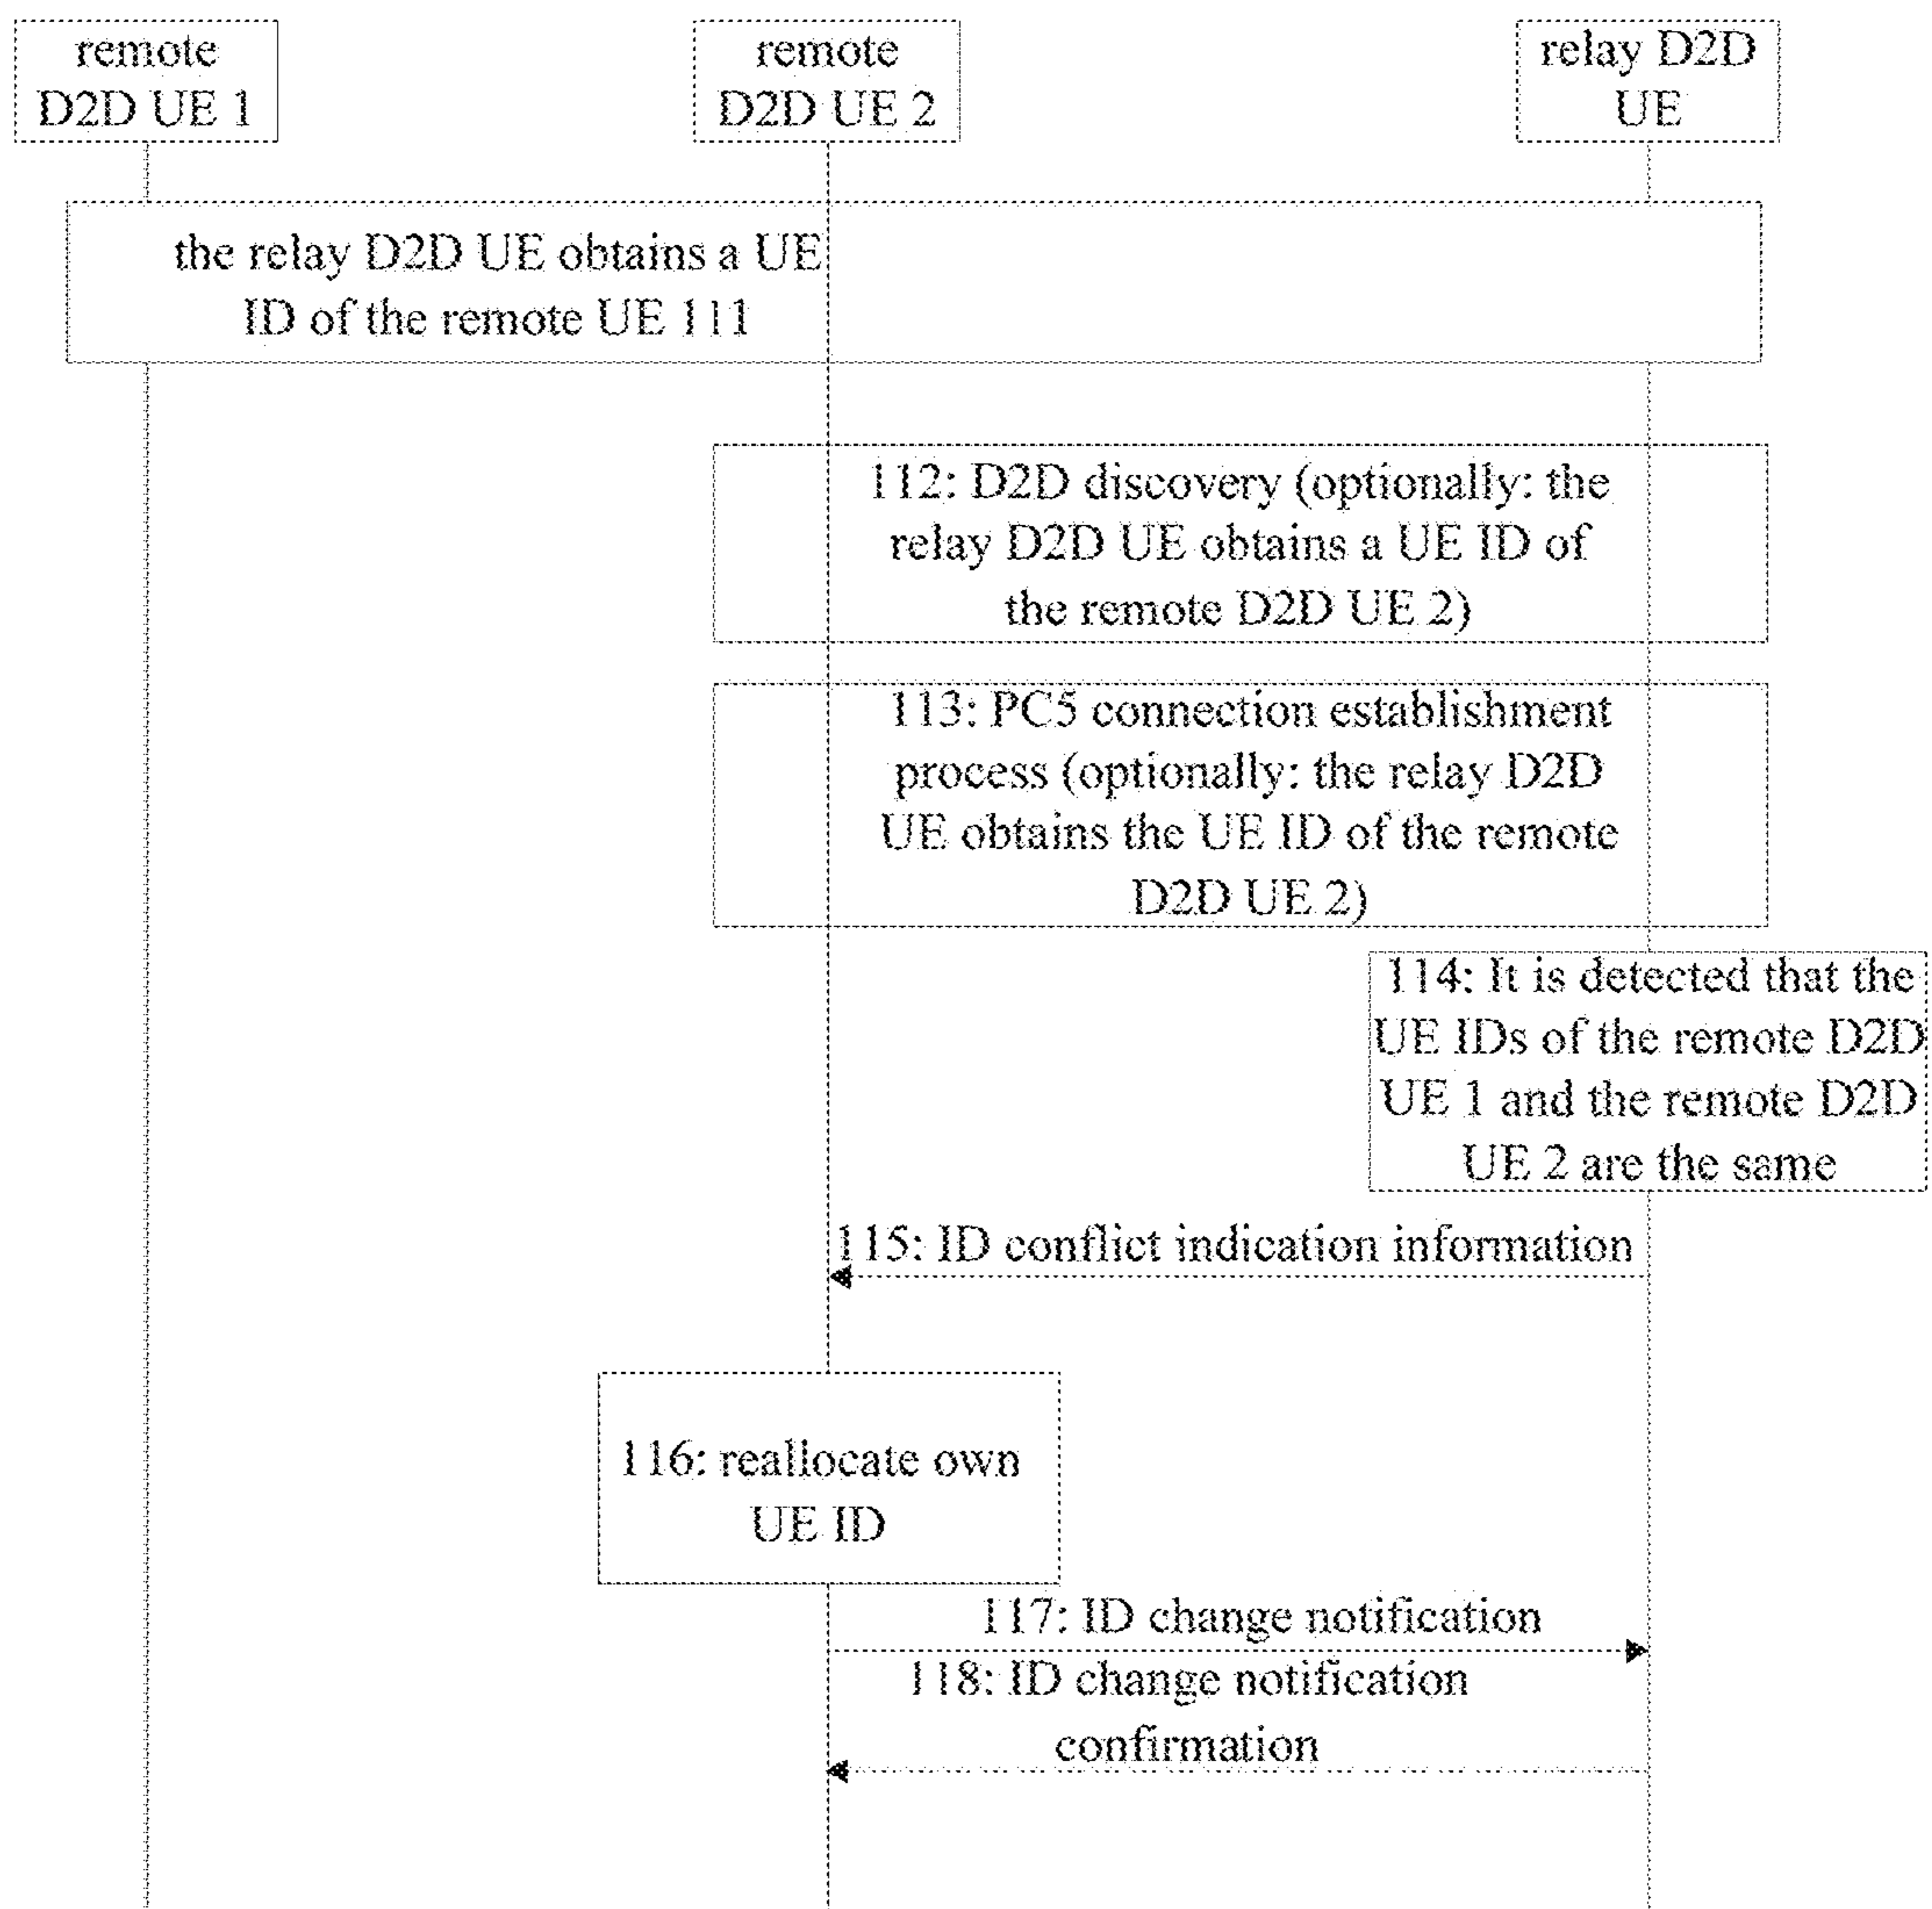 remote
D2D UE 1
remote
D2D UE 2
relay D2D
UE
the relay D2D UE obtains a UE
ID of the remote UE 111
112: D2D discovery (optionally: the
relay D2D UE obtains a UE ID of
the remote D2D UE 2)
113: PC5 connection establishment
process (optionally: the relay D2D
UE obtains the UE ID of the remote
D2D UE 2)
114: It is detected that the
UE IDs of the remote D2D
UE 1 and the remote D2D
UE 2 are the same
115: ID conflict indication information
116: reallocate own
UE ID
117: ID change notification
118: ID change notification
confirmation